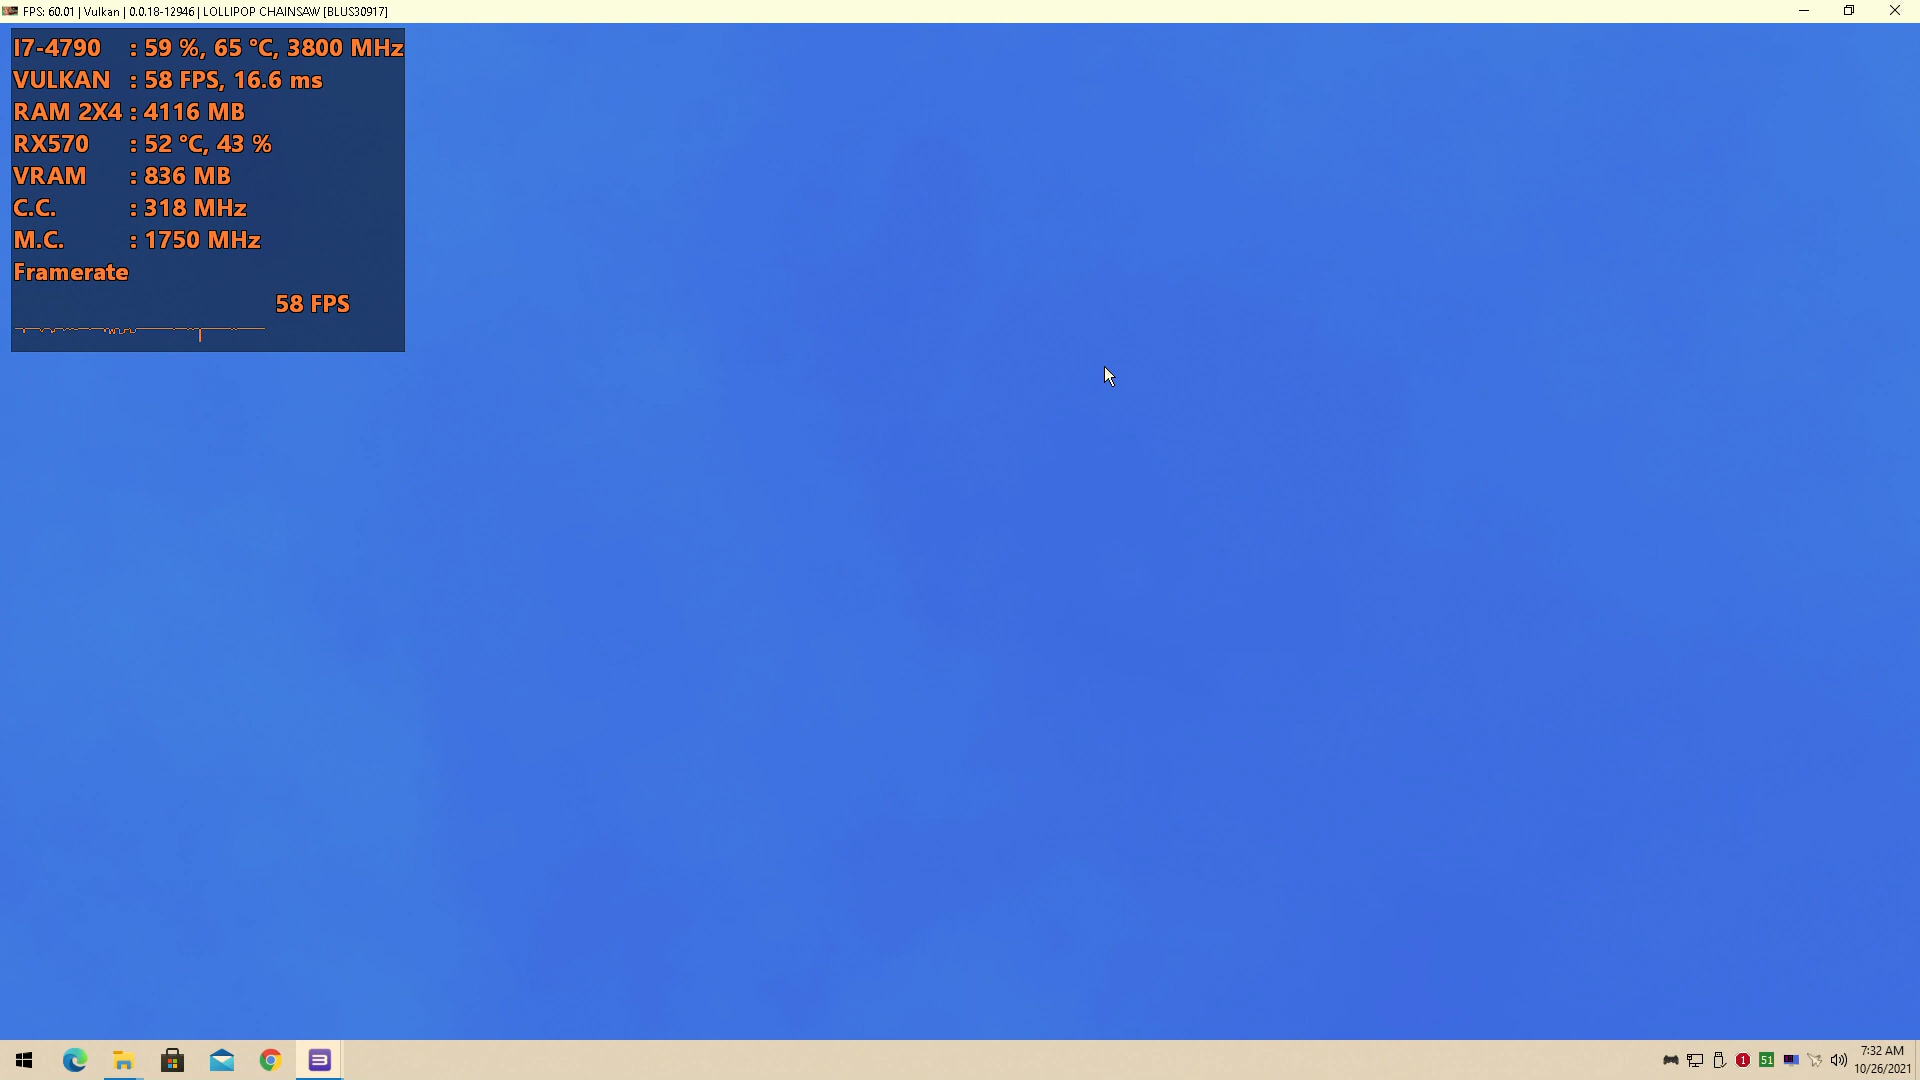 FPS: 60.01 | Vulkan | 0.0.18-12946 | LOLLIPOP CHAINSAW [BLUS30917]
I7-4790 : 59 %, 65 °C, 3800 MHz
VULKAN : 58 FPS, 16.6 ms
RAM 2X4 : 4116 MB
RX570 : 52 °C, 43 %
VRAM : 836 MB
C.C. : 318 MHz
M.C. : 1750 MHz
Framerate
58 FPS
1
51
7:32 AM
10/26/2021